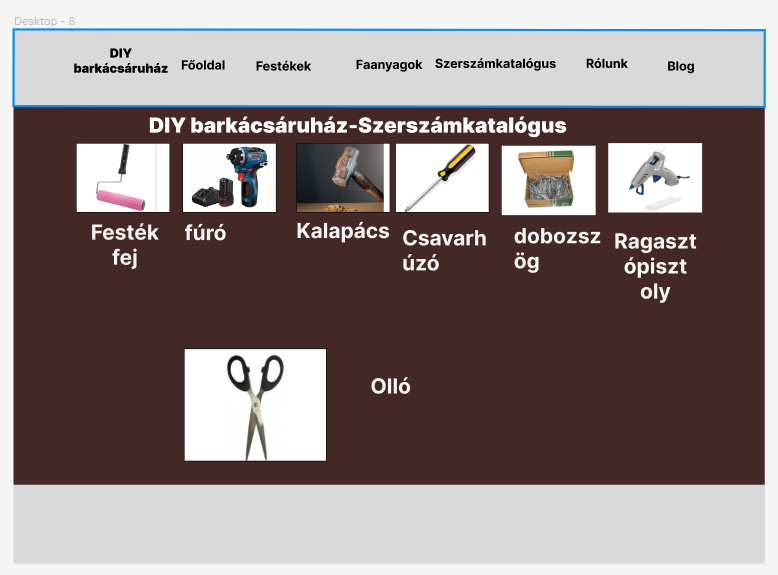 Desktop - 8
DIY
barkácsáruház
Főoldal
Festékek
Faanyagok
Szerszámkatalógus
Rólunk
Blog
DIY barkácsáruház-Szerszámkatalógus
Festék
fej
fúró
Kalapács
Csavarh
úzó
dobozsz
ög
Ragaszt
ópiszt
oly
Olló